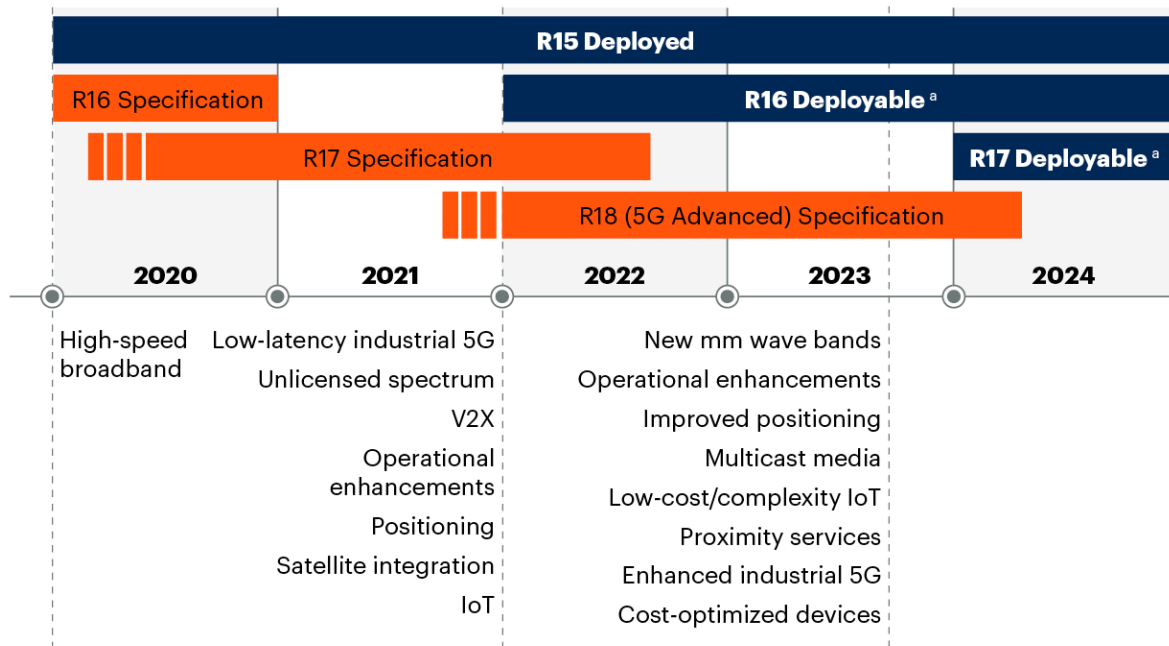 R15 Deployed
R16 Specification
R16 Deployable a
R17 Specification
R17 Deployable a
R18 (5G Advanced) Specification
2020
2021
2022
2023
2024
High-speed
broadband
Low-latency industrial 5G
Unlicensed spectrum
V2X
Operational
enhancements
Positioning
Satellite integration
IoT
New mm wave bands
Operational enhancements
Improved positioning
Multicast media
Low-cost/complexity IoT
Proximity services
Enhanced industrial 5G
Cost-optimized devices